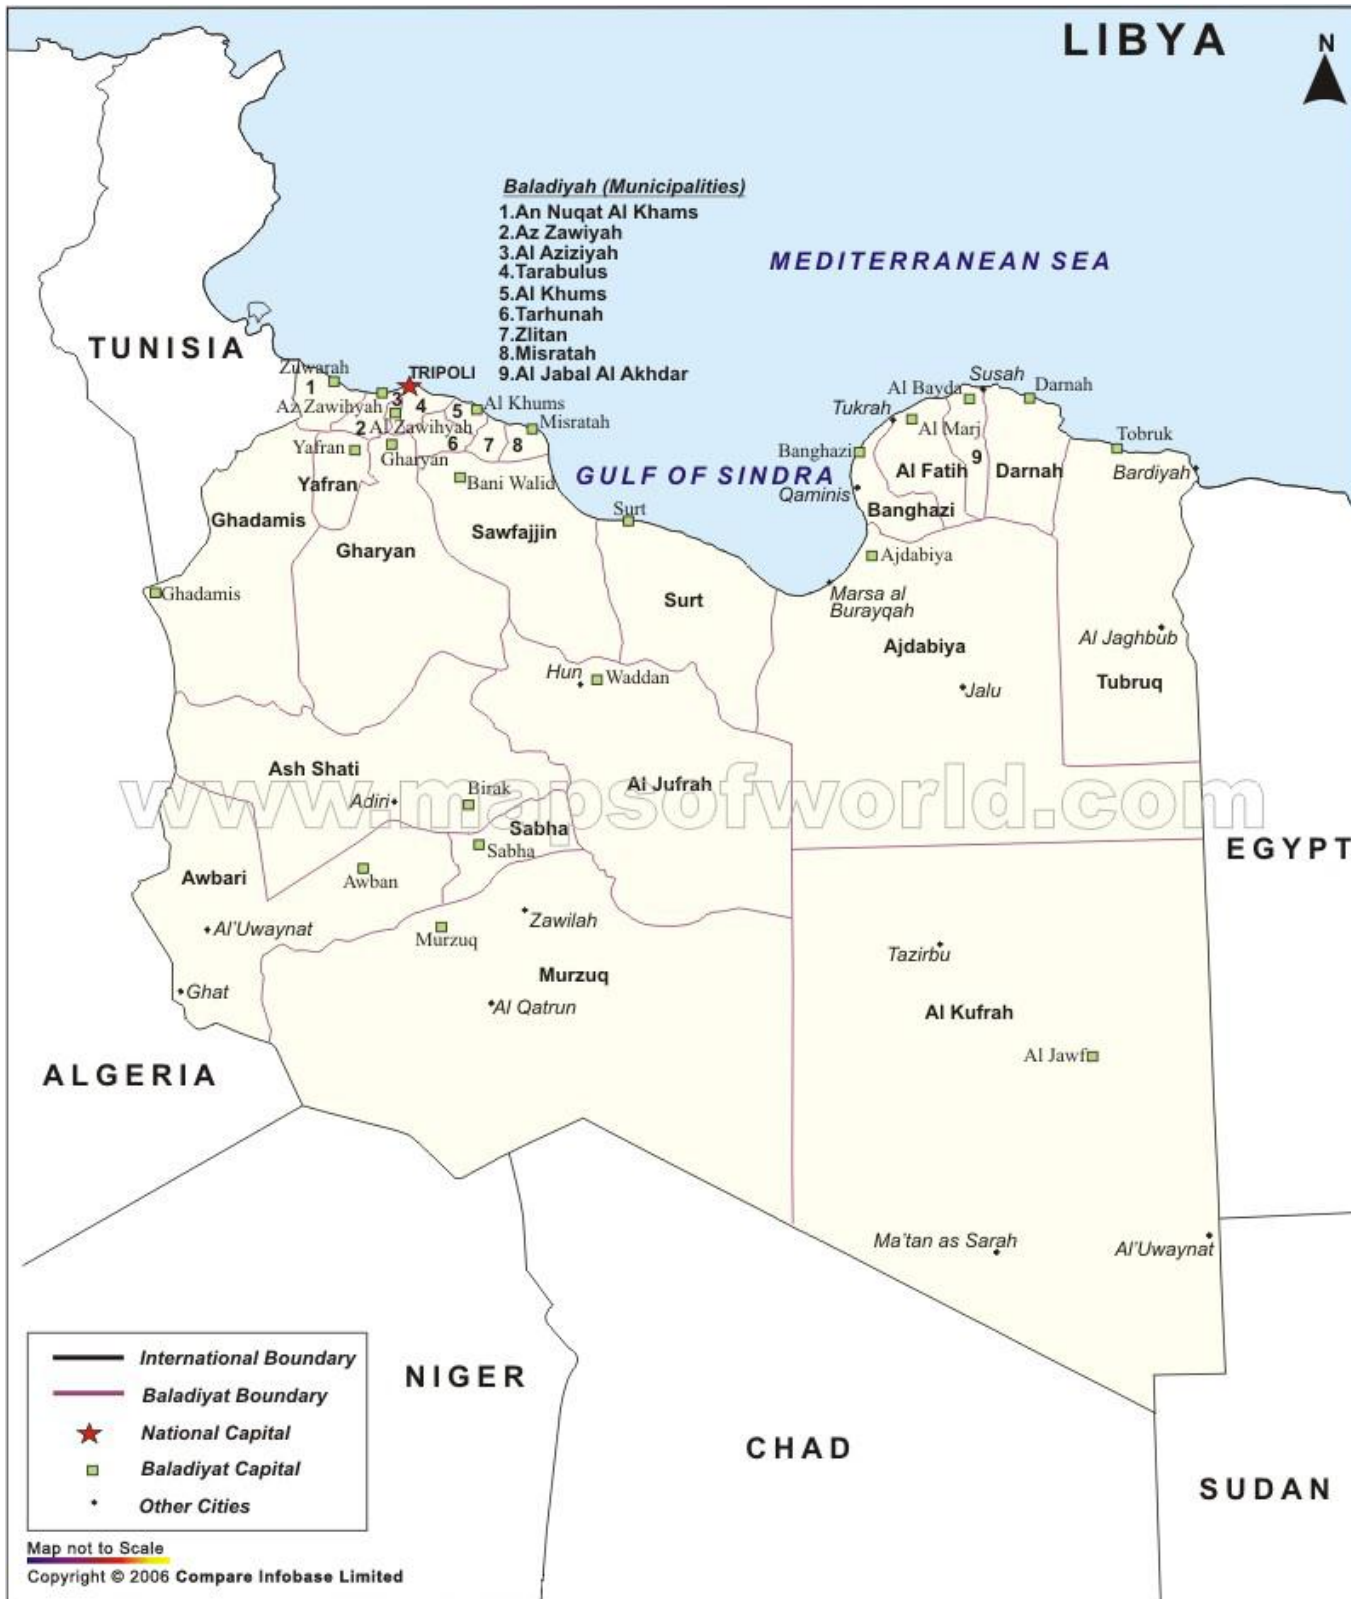 LIBYA
N
Baladiyah (Municipalities)
1.An Nuqat Al Khams
2.Az Zawiyah
3.Al Aziziyah
4.Tarabulus
5.Al Khums
6.Tarhunah
7.Zlitan
8.Misratah
9.Al Jabal Al Akhdar
MEDITERRANEAN SEA
TUNISIA
Zuwarah
TRIPOLI
1
Az Zawihyah
3
4
5
Al Khums
2
Al Zawihyah
Misratah
6
7
8
Yafran
Gharyan
Yafran
Bani Walid
GULF OF SINDRA
Susah
Al Bayda
Darnah
Tukrah
Al Marj
Tobruk
Banghazi
9
Al Fatih
Darnah
Bardiyah
Qaminis
Banghazi
Ghadamis
Surt
Sawfajjin
Gharyan
Ajdabiya
Ghadamis
Surt
Marsa al
Burayqah
Al Jaghbub
Ajdabiya
Hun
Waddan
Jalu
Tubruq
Ash Shati
Al Jufrah
www.mapsofworld.com
Adiri
Birak
Sabha
Sabha
EGYPT
Awbari
Awban
Al'Uwaynat
Zawilah
Murzuq
Tazirbu
Murzuq
Ghat
Al Qatrun
Al Kufrah
Al Jawf
ALGERIA
Ma'tan as Sarah
Al'Uwaynat
NIGER
CHAD
SUDAN
International Boundary
Baladiyat Boundary
National Capital
Baladiyat Capital
Other Cities
Map not to Scale
Copyright © 2006 Compare Infobase Limited